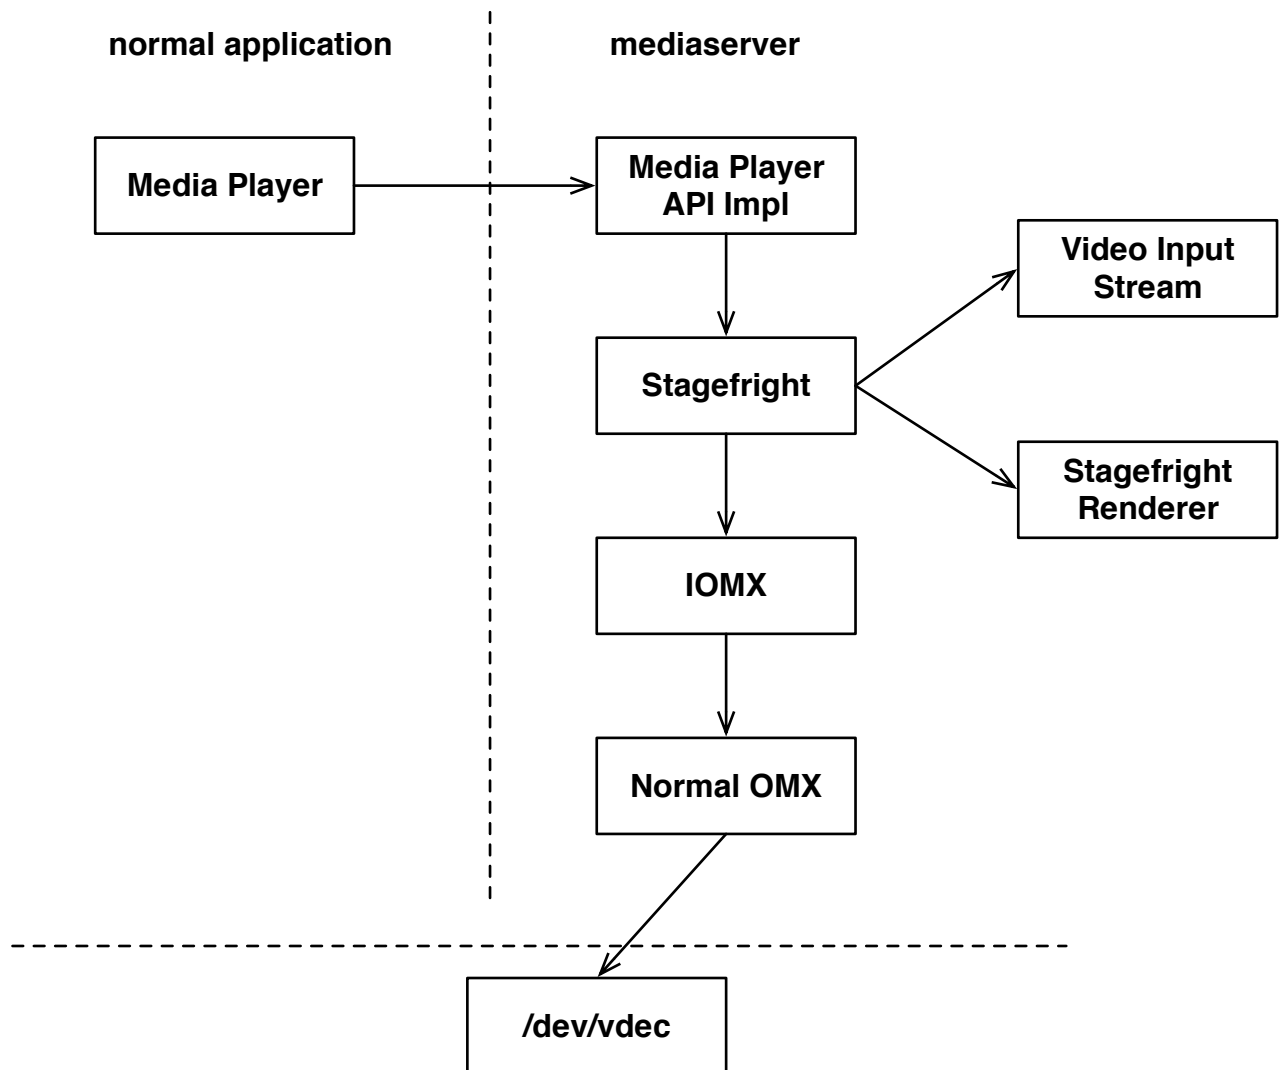 normal application
mediaserver
Media Player
Media Player
API Impl
Video Input
Stream
Stagefright
Stagefright
Renderer
IOMX
Normal OMX
/dev/vdec